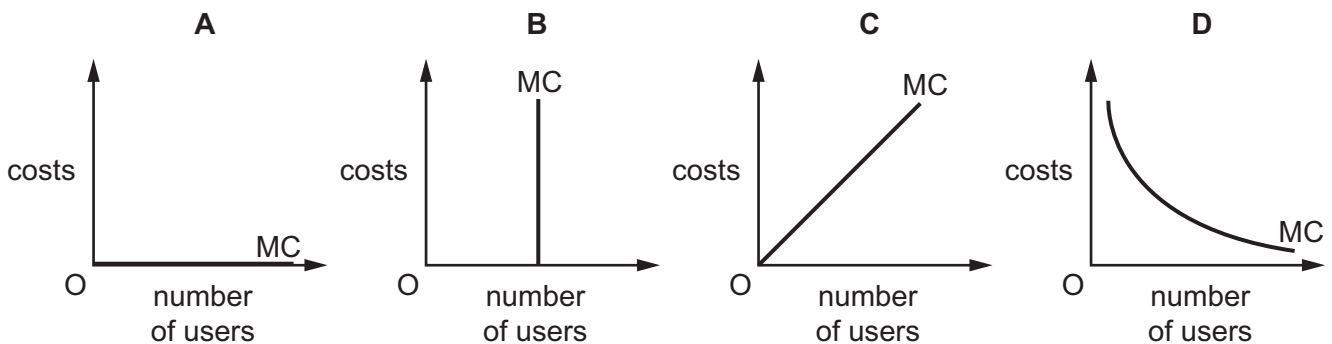 A B C D
MC MC MC MC
costs costs costs costs
O number of users
O number of users
O number of users
O number of users